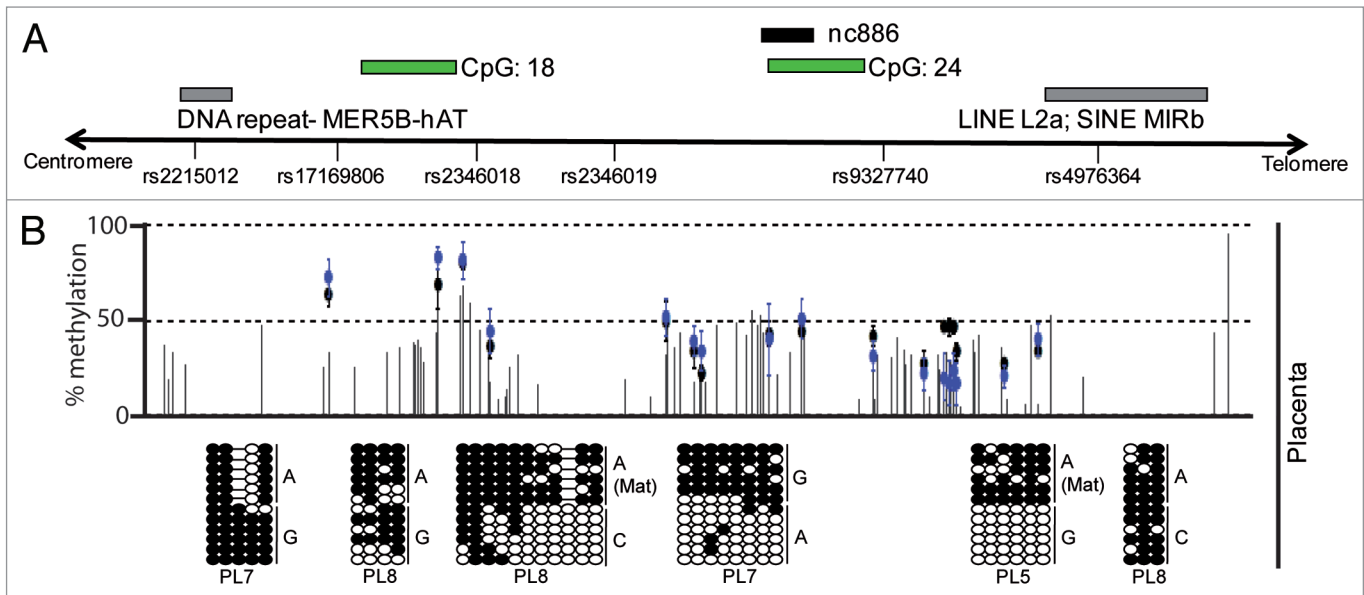 A
nc886
CpG: 18
CpG: 24
DNA repeat- MER5B-hAT
LINE L2a; SINE MIRb
Centromere
Telomere
rs2215012
rs17169806
rs2346018
rs2346019
rs9327740
rs4976364
B
% methylation
100
50
0
Placenta
A
G
PL7
A
G
PL8
A
(Mat)
C
PL8
G
A
PL7
A
(Mat)
G
PL5
A
C
PL8